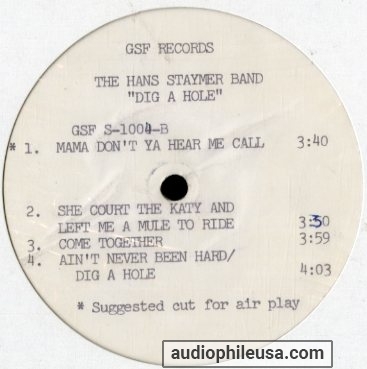 GSF RECORDS
THE HANS STAYMER BAND
"DIG A HOLE"
GSF S-1004-B
* 1. MAMA DON'T YA HEAR ME CALL 3:40
2. SHE COURT THE KATY AND
LEFT ME A MULE TO RIDE 3:30
3. COME TOGETHER 3:59
4. AIN'T NEVER BEEN HARD/
DIG A HOLE 4:03
* Suggested cut for air play
audiophileusa.com